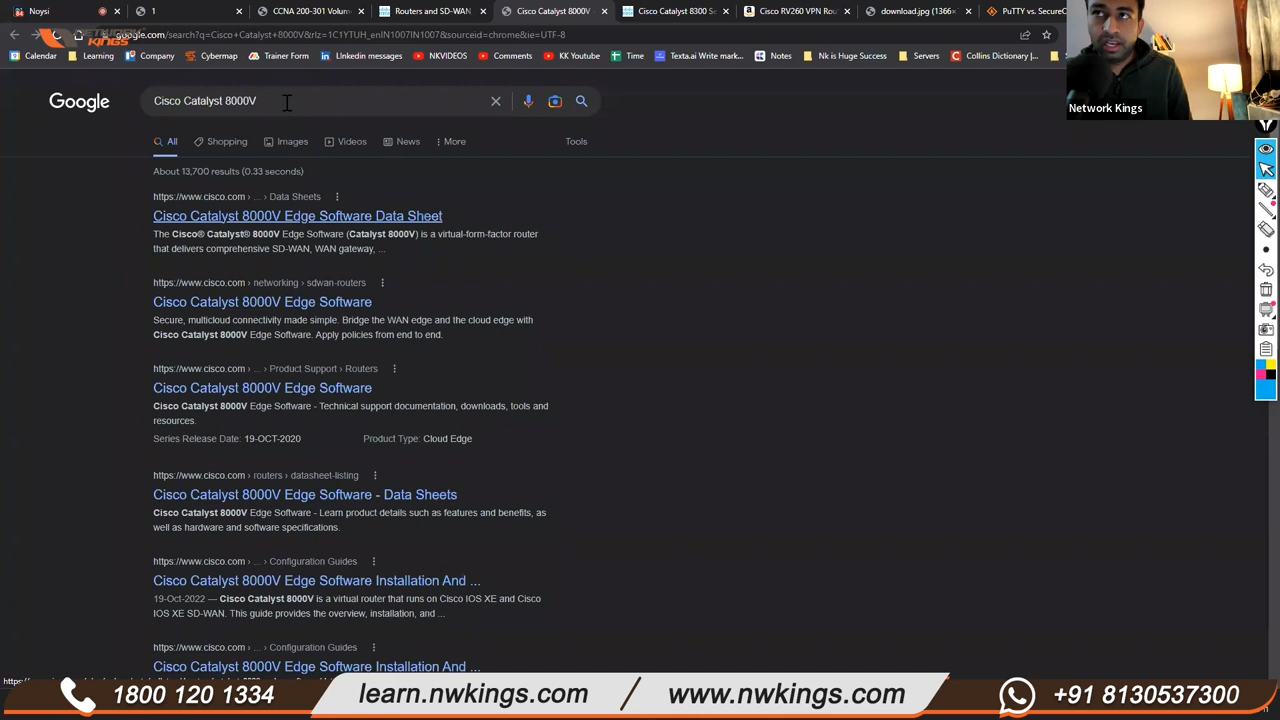 Noysi
1
CCNA 200-301 Volum
Routers and SD-WAN
Cisco Catalyst 8000V
Cisco Catalyst 8300 Se
Cisco RV260 VPN Rou
download.jpg (1366×
PuTTY vs. SecureC
google.com/search?q=Cisco+Catalyst+8000V&rlz=1C1YTUH_enIN1007IN1007&sourceid=chrome&ie=UTF-8
Calendar
Learning
Company
Cybermap
Trainer Form
Linkedin messages
NKVIDEOS
Comments
KK Youtube
Time
Texta.ai Write mark...
Nk is Huge Success
Servers
Collins Dictionary |...
Network Kings
Google
Cisco Catalyst 8000V
All
Shopping
Images
Videos
News
More
Tools
About 13,700 results (0.33 seconds)
https://www.cisco.com › ... › Data Sheets
Cisco Catalyst 8000V Edge Software Data Sheet
The Cisco® Catalyst® 8000V Edge Software (Catalyst 8000V) is a virtual-form-factor router
that delivers comprehensive SD-WAN, WAN gateway, ...
https://www.cisco.com › networking › sdwan-routers
Cisco Catalyst 8000V Edge Software
Secure, multicloud connectivity made simple. Bridge the WAN edge and the cloud edge with
Cisco Catalyst 8000V Edge Software. Apply policies from end to end.
https://www.cisco.com › ... › Product Support › Routers
Cisco Catalyst 8000V Edge Software
Cisco Catalyst 8000V Edge Software - Technical support documentation, downloads, tools and
resources.
Series Release Date: 19-OCT-2020
Product Type: Cloud Edge
https://www.cisco.com › routers › datasheet-listing
Cisco Catalyst 8000V Edge Software - Data Sheets
Cisco Catalyst 8000V Edge Software - Learn product details such as features and benefits, as
well as hardware and software specifications.
https://www.cisco.com › ... › Configuration Guides
Cisco Catalyst 8000V Edge Software Installation And ...
19-Oct-2022 — Cisco Catalyst 8000V is a virtual router that runs on Cisco IOS XE and Cisco
IOS XE SD-WAN. This guide provides the overview, installation, and ...
https://www.cisco.com › ... › Configuration Guides
Cisco Catalyst 8000V Edge Software Installation And ...
1800 120 1334
learn.nwkings.com / www.nwkings.com
+91 8130537300